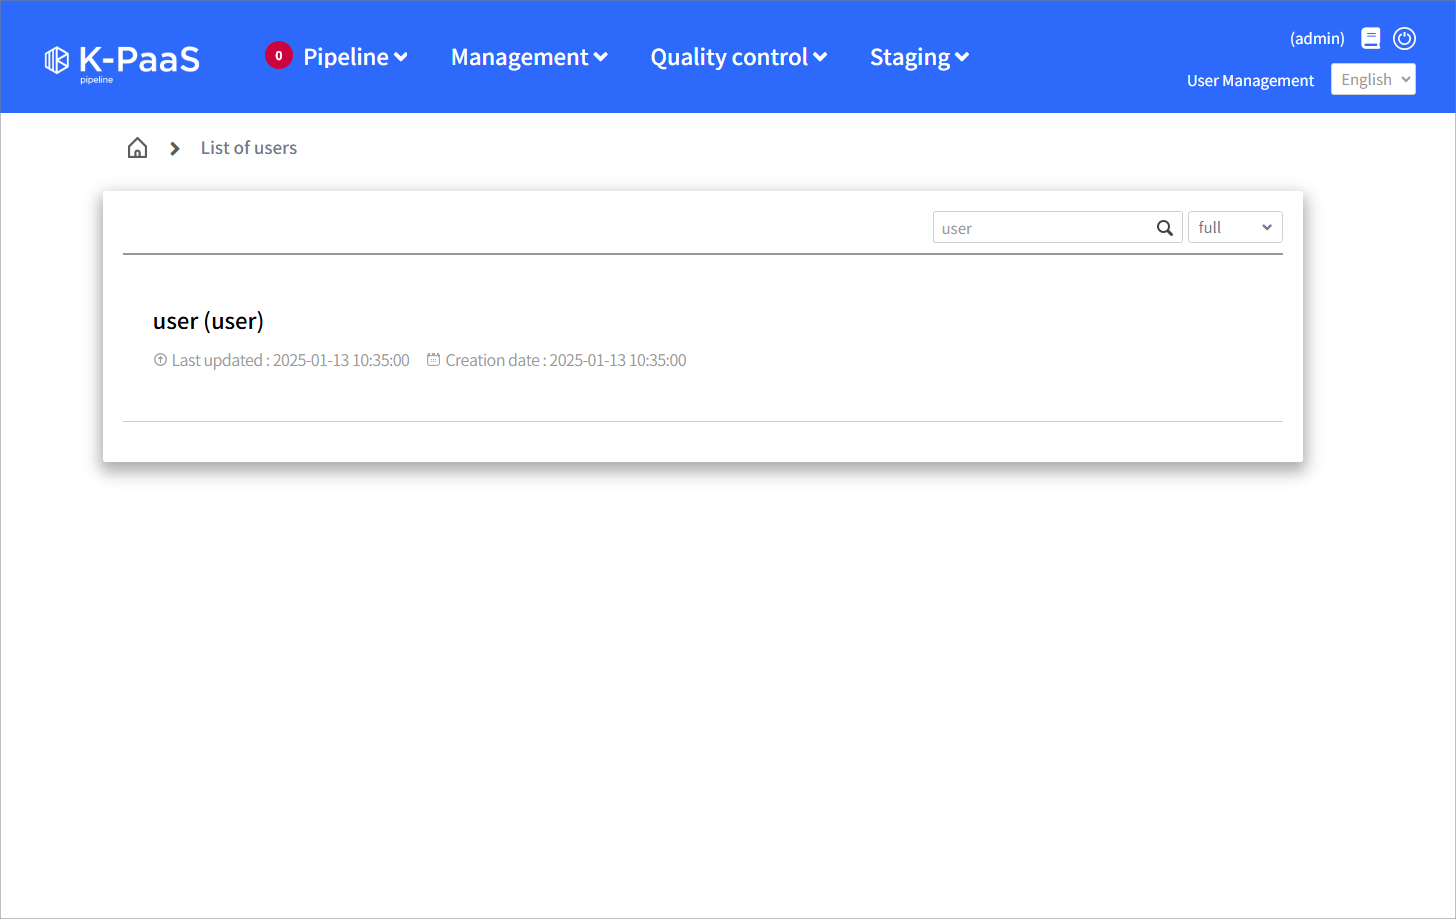 K-PaaS
pipeline
0 Pipeline
Management
Quality control
Staging
(admin)
User Management
English
List of users
user
full
user (user)
Last updated : 2025-01-13 10:35:00
Creation date : 2025-01-13 10:35:00